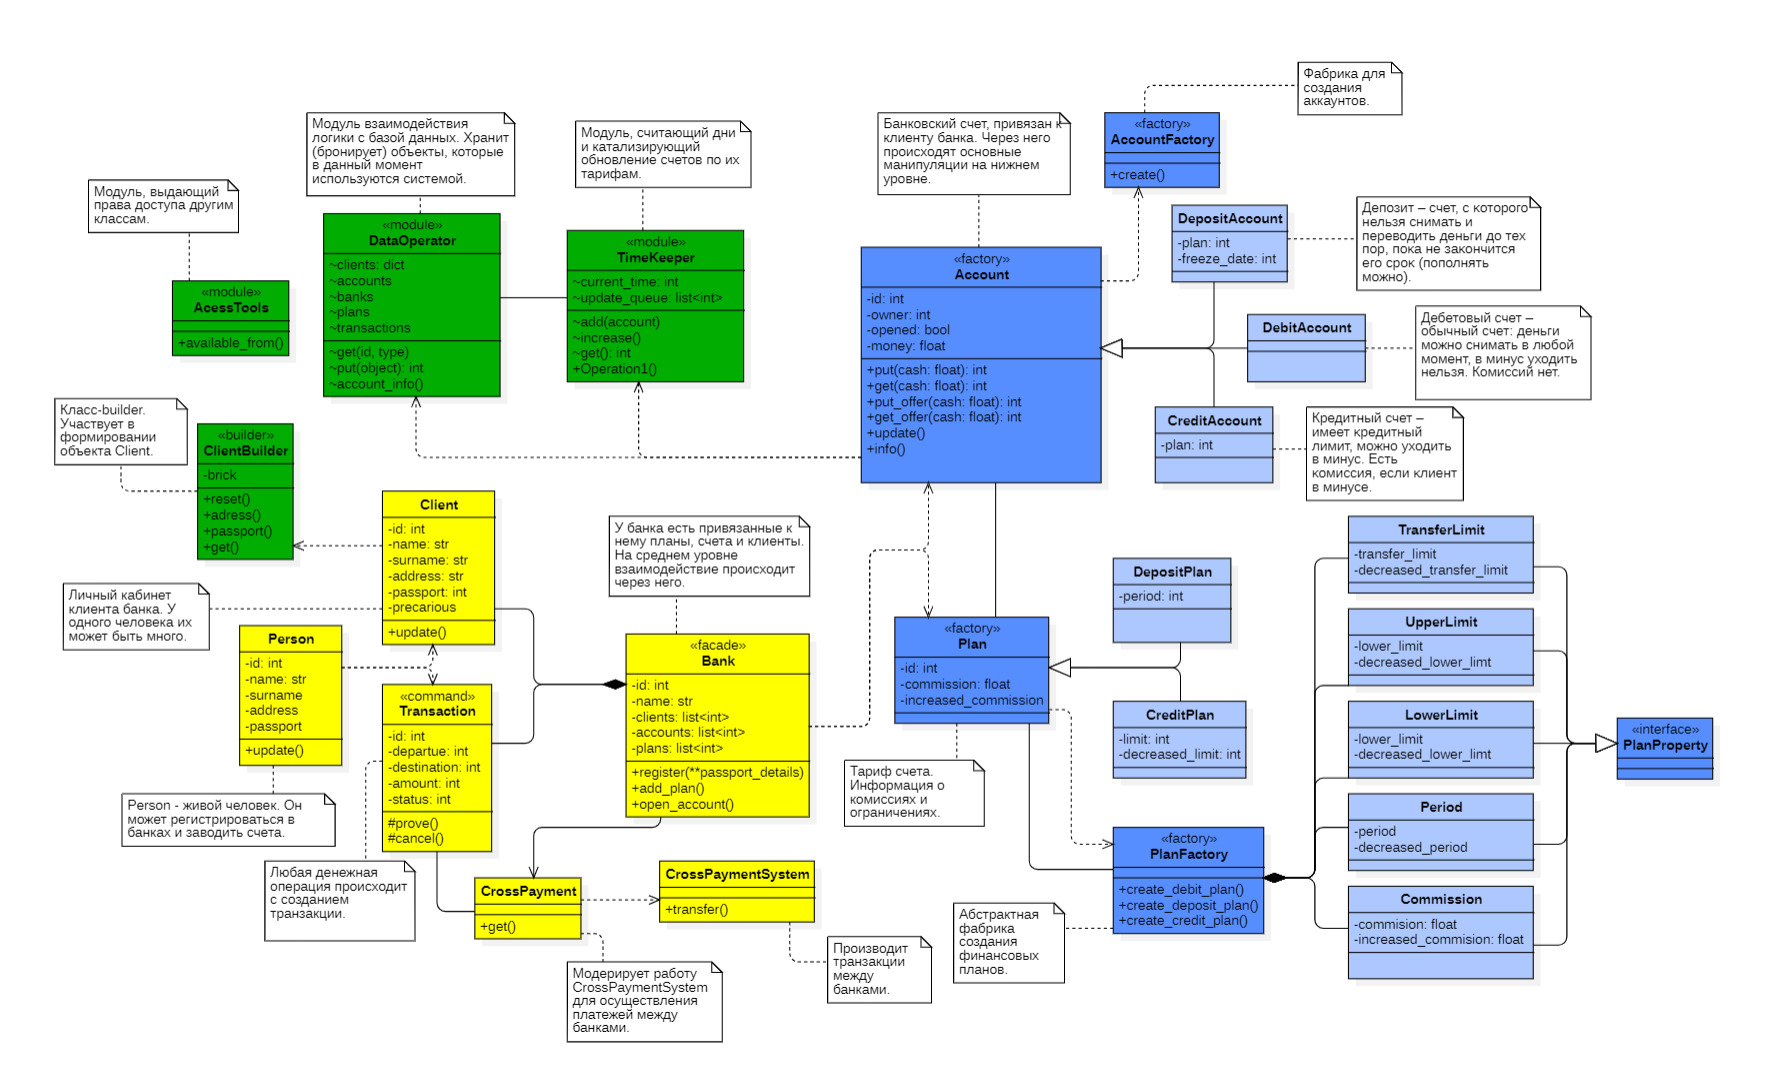 Фабрика для
создания
аккаунтов.
Модуль взаимодействия
логики с базой данных. Хранит
(бронирует) объекты, которые
в данный момент
используются системой.
Модуль, считающий дни
и катализирующий
обновление счетов по их
тарифам.
Банковский счет, привязан к
клиенту банка. Через него
происходят основные
манипуляции на нижнем
уровне.
«factory»
AccountFactory
+create()
Модуль, выдающий
права доступа другим
классам.
«module»
DataOperator
~clients: dict
~accounts
~banks
~plans
~transactions
~get(id, type)
~put(object): int
~account_info()
«module»
TimeKeeper
~current_time: int
~update_queue: list<int>
~add(account)
~increase()
~get(): int
+Operation1()
«factory»
Account
-id: int
-owner: int
-opened: bool
-money: float
+put(cash: float): int
+get(cash: float): int
+put_offer(cash: float): int
+get_offer(cash: float): int
+update()
+info()
DepositAccount
-plan: int
-freeze_date: int
Депозит – счет, с которого
нельзя снимать и
переводить деньги до тех
пор, пока не закончится
его срок (пополнять
можно).
«module»
AcessTools
+available_from()
DebitAccount
Дебетовый счет –
обычный счет: деньги
можно снимать в любой
момент, в минус уходить
нельзя. Комиссий нет.
Класс-builder.
Участвует в
формировании
объекта Client.
«builder»
ClientBuilder
-brick
+reset()
+adress()
+passport()
+get()
CreditAccount
-plan: int
Кредитный счет –
имеет кредитный
лимит, можно уходить
в минус. Есть
комиссия, если клиент
в минусе.
Client
-id: int
-name: str
-surname: str
-address: str
-passport: int
-precarious
+update()
У банка есть привязанные к
нему планы, счета и клиенты.
На среднем уровне
взаимодействие происходит
через него.
TransferLimit
-transfer_limit
-decreased_transfer_limit
Личный кабинет
клиента банка. У
одного человека их
может быть много.
DepositPlan
-period: int
Person
-id: int
-name: str
-surname
-address
-passport
+update()
«facade»
Bank
-id: int
-name: str
-clients: list<int>
-accounts: list<int>
-plans: list<int>
+register(**passport_details)
+add_plan()
+open_account()
«factory»
Plan
-id: int
-commission: float
-increased_commission
UpperLimit
-lower_limit
-decreased_lower_limt
«command»
Transaction
-id: int
-departue: int
-destination: int
-amount: int
-status: int
#prove()
#cancel()
CreditPlan
-limit: int
-decreased_limit: int
LowerLimit
-lower_limit
-decreased_lower_limt
«interface»
PlanProperty
Тариф счета.
Информация о
комиссиях и
ограничениях.
Person - живой человек. Он
может регистрироваться в
банках и заводить счета.
Period
-period
-decreased_period
«factory»
PlanFactory
+create_debit_plan()
+create_deposit_plan()
+create_credit_plan()
Любая денежная
операция происходит
с созданием
транзакции.
CrossPayment
+get()
CrossPaymentSystem
+transfer()
Commission
-commision: float
-increased_commision: float
Абстрактная
фабрика
создания
финансовых
планов.
Производит
транзакции
между
банками.
Модерирует работу
CrossPaymentSystem
для осуществления
платежей между
банками.